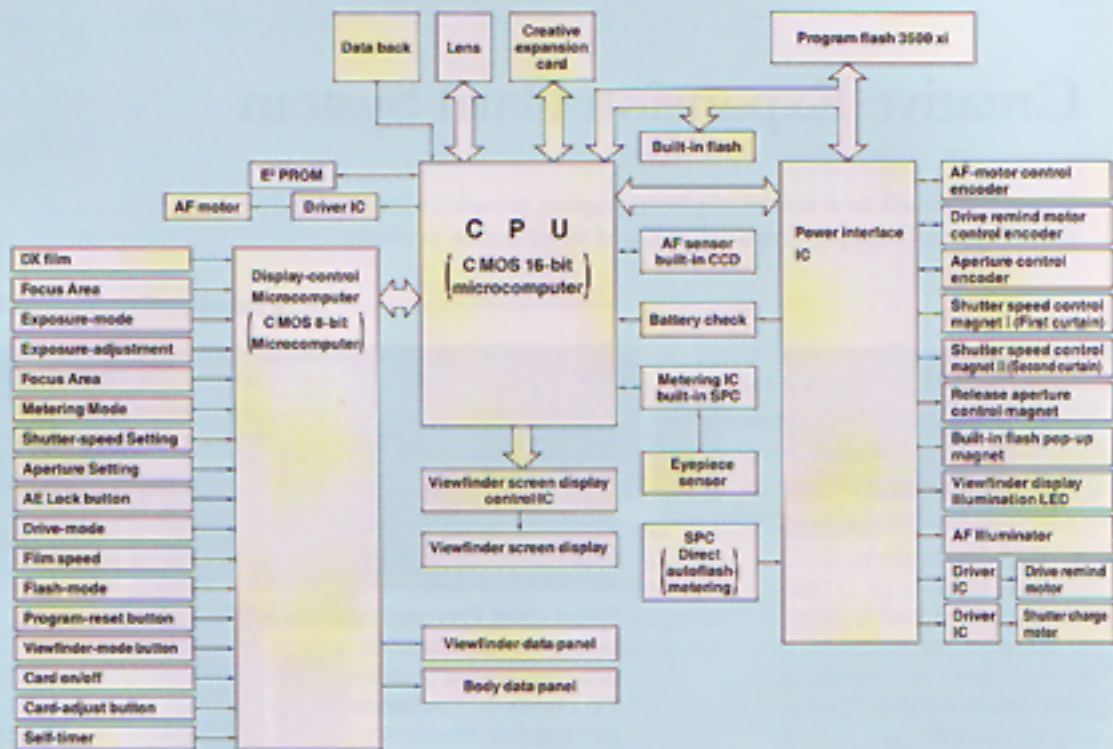 Data back
Lens
Creative
expansion
card
Program flash 3500 xi
Built-in flash
E² PROM
AF motor
Driver IC
CPU
(CMOS 16-bit
microcomputer)
AF sensor
built-in CCD
Battery check
Metering IC
built-in SPC
Eyepiece
sensor
SPC
(Direct
autoflash
metering)
Power interface
IC
AF-motor control
encoder
Drive remind motor
control encoder
Aperture control
encoder
Shutter speed control
magnet I (First curtain)
Shutter speed control
magnet II (Second curtain)
Release aperture
control magnet
Built-in flash pop-up
magnet
Viewfinder display
illumination LED
AF Illuminator
Driver
IC
Drive remind
motor
Driver
IC
Shutter charge
motor
DX film
Focus Area
Exposure-mode
Exposure-adjustment
Focus Area
Metering Mode
Shutter-speed Setting
Aperture Setting
AE Lock button
Drive-mode
Film speed
Flash-mode
Program-reset button
Viewfinder-mode button
Card on/off
Card-adjust button
Self-timer
Display-control
Microcomputer
(CMOS 8-bit
Microcomputer)
Viewfinder screen display
control IC
Viewfinder screen display
Viewfinder data panel
Body data panel